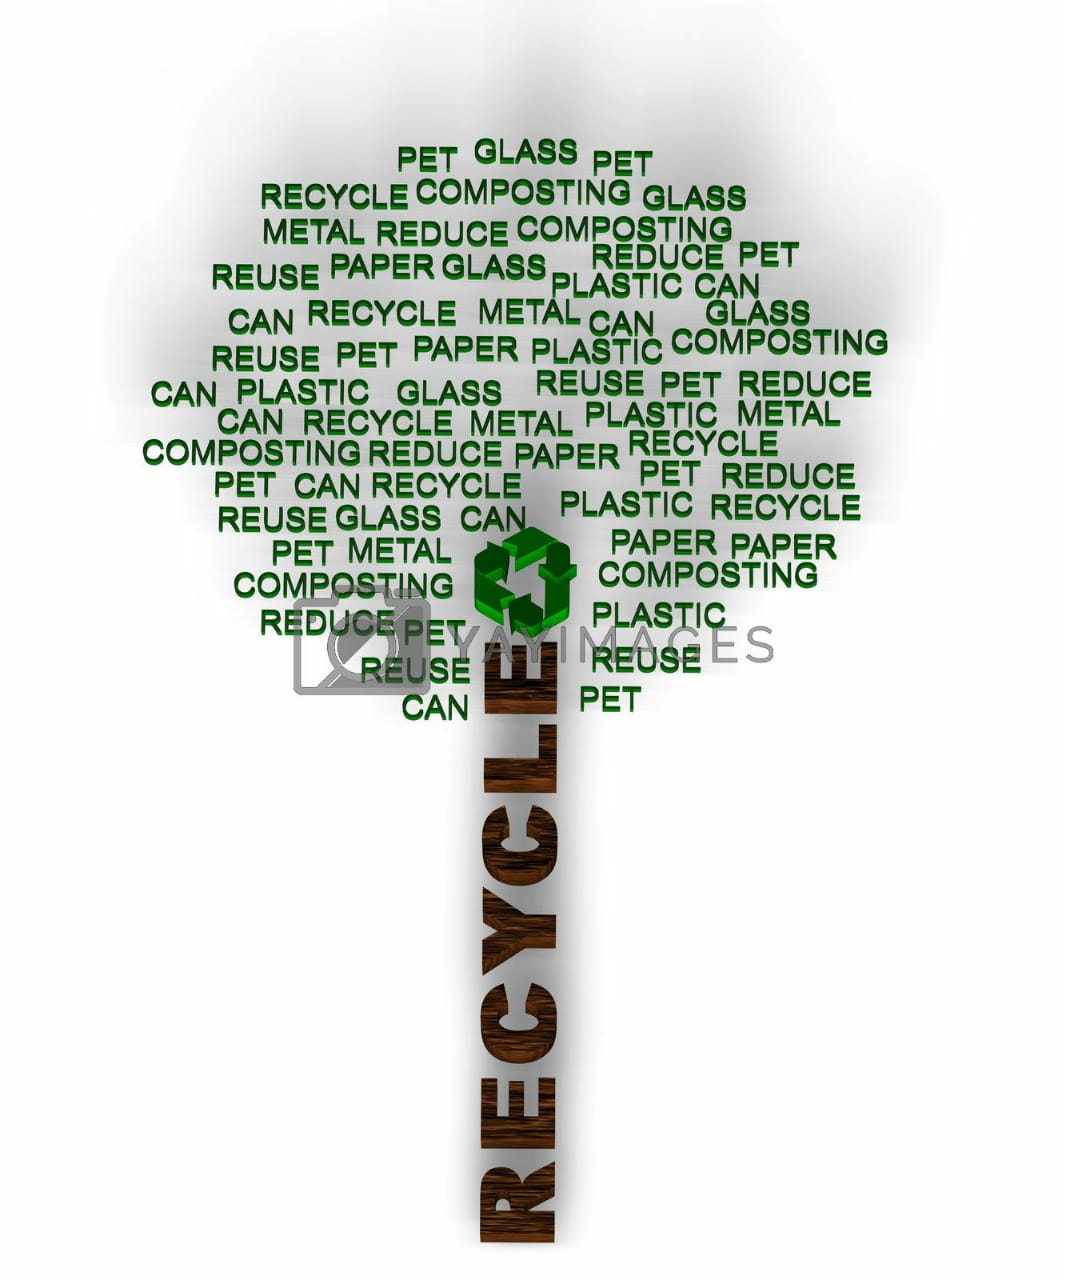 PET GLASS PET
RECYCLE COMPOSTING GLASS
METAL REDUCE COMPOSTING
REDUCE PET
REUSE PAPER GLASS
PLASTIC CAN
CAN RECYCLE METAL CAN GLASS
REUSE PET PAPER PLASTIC COMPOSTING
CAN PLASTIC GLASS REUSE PET REDUCE
CAN RECYCLE METAL PLASTIC METAL
COMPOSTING REDUCE PAPER RECYCLE
PET CAN RECYCLE PET REDUCE
REUSE GLASS CAN PLASTIC RECYCLE
PET METAL PAPER PAPER
COMPOSTING COMPOSTING
REDUCE PET PLASTIC
YAYIMAGES
REUSE REUSE
CAN PET
RECYCLE